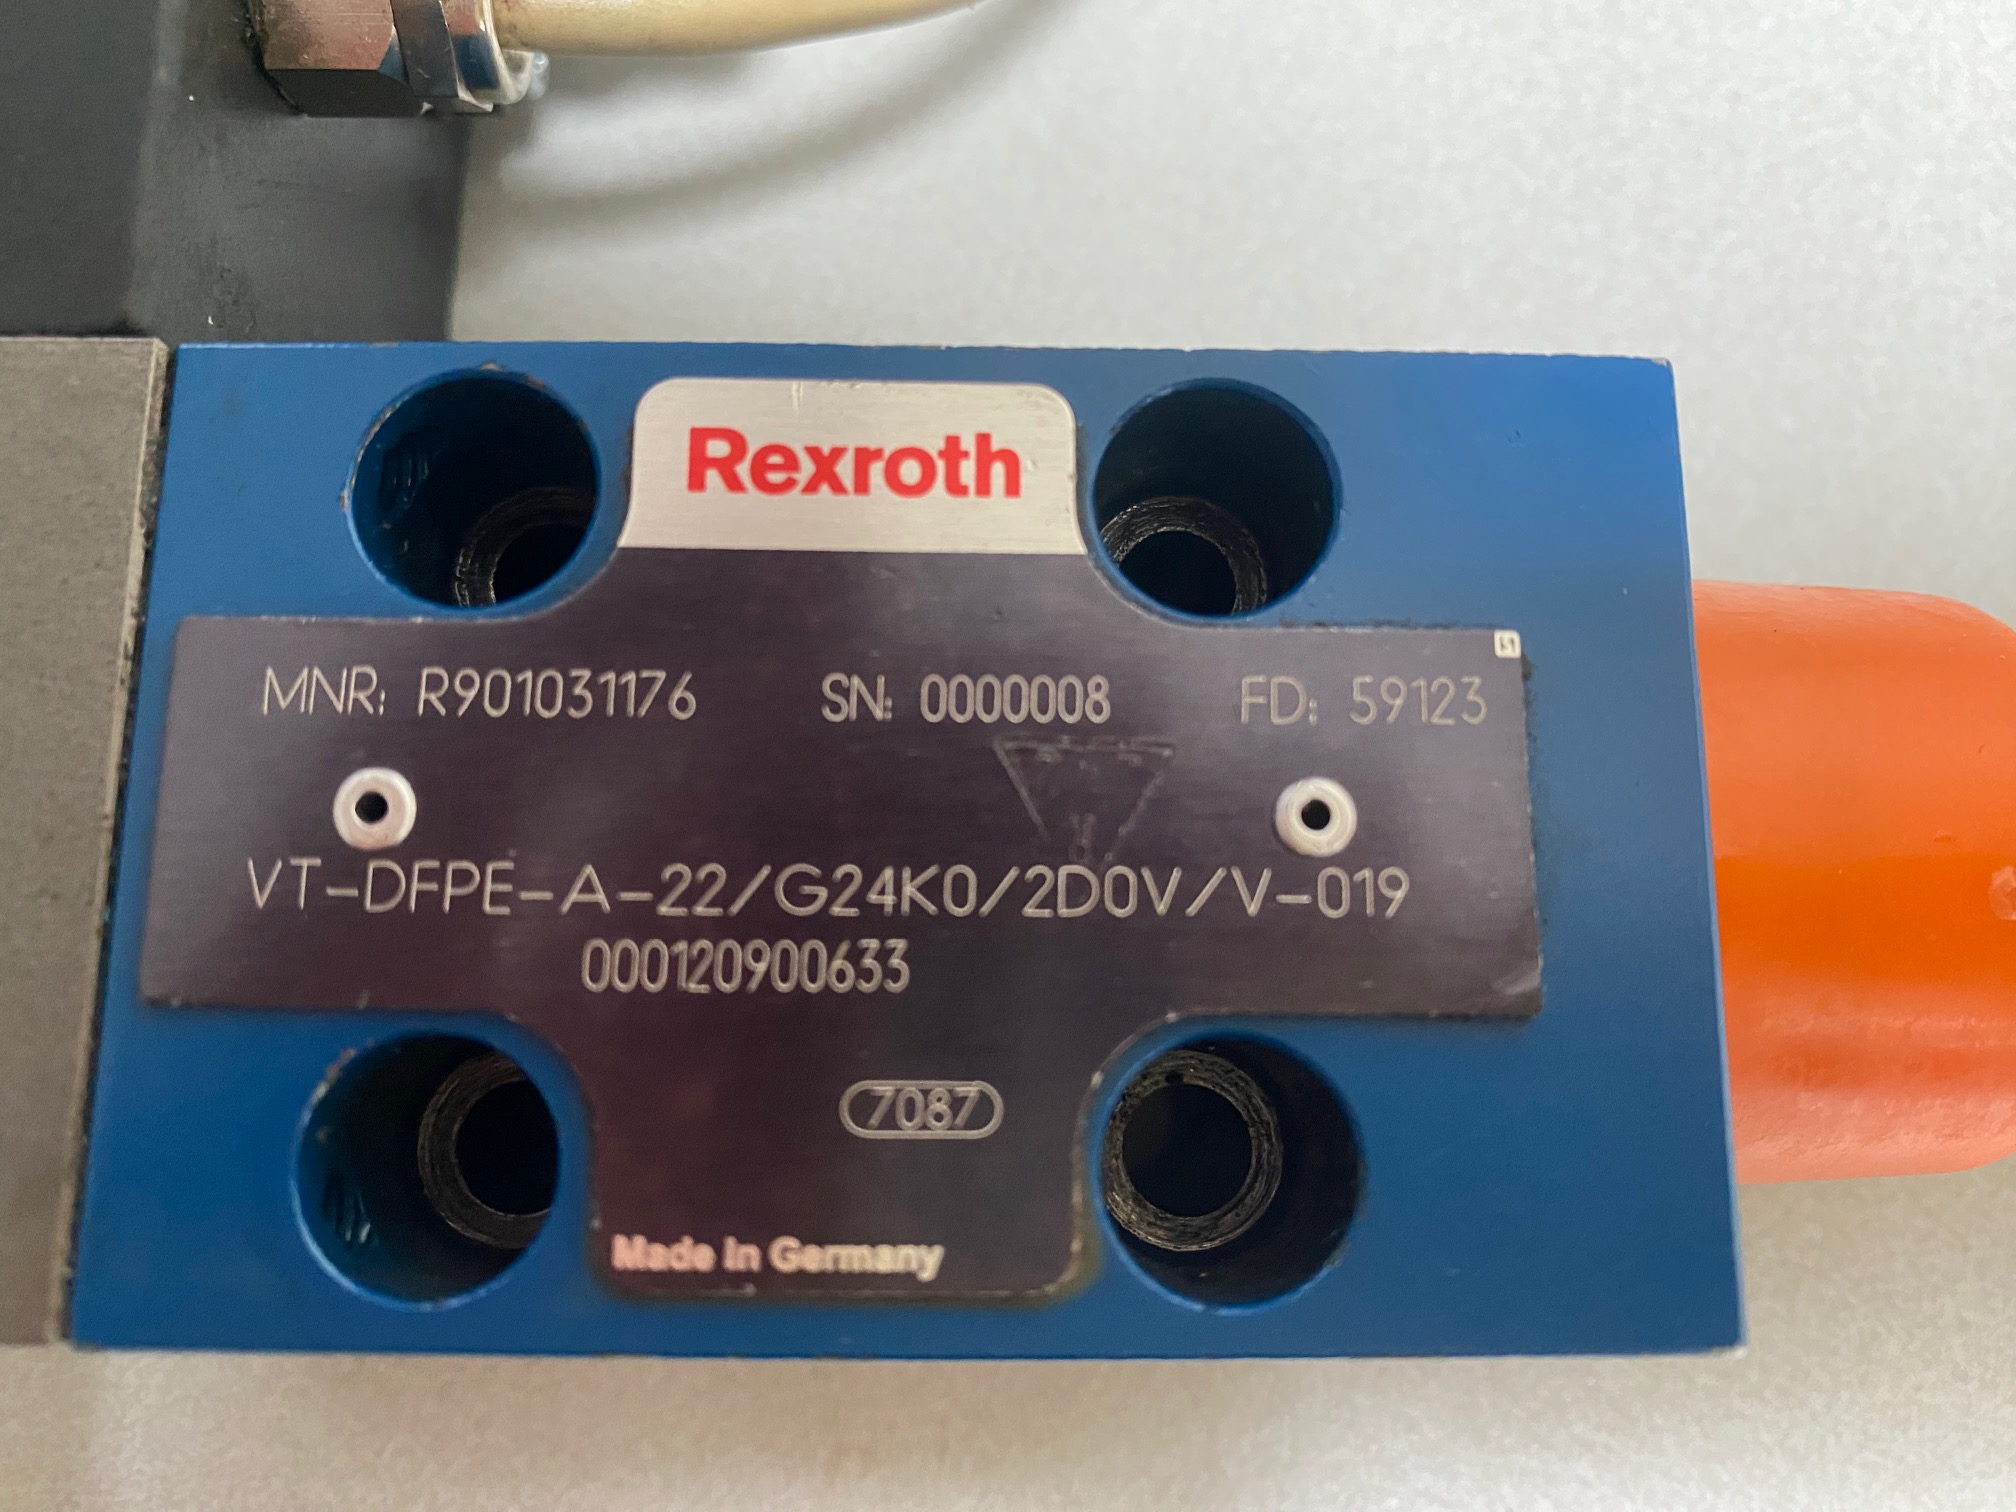 Rexroth
MNR: R901031176 SN: 0000008 FD: 59123
VT-DFPE-A-22/G24K0/2D0V/V-019
000120900633
7087
Made in Germany